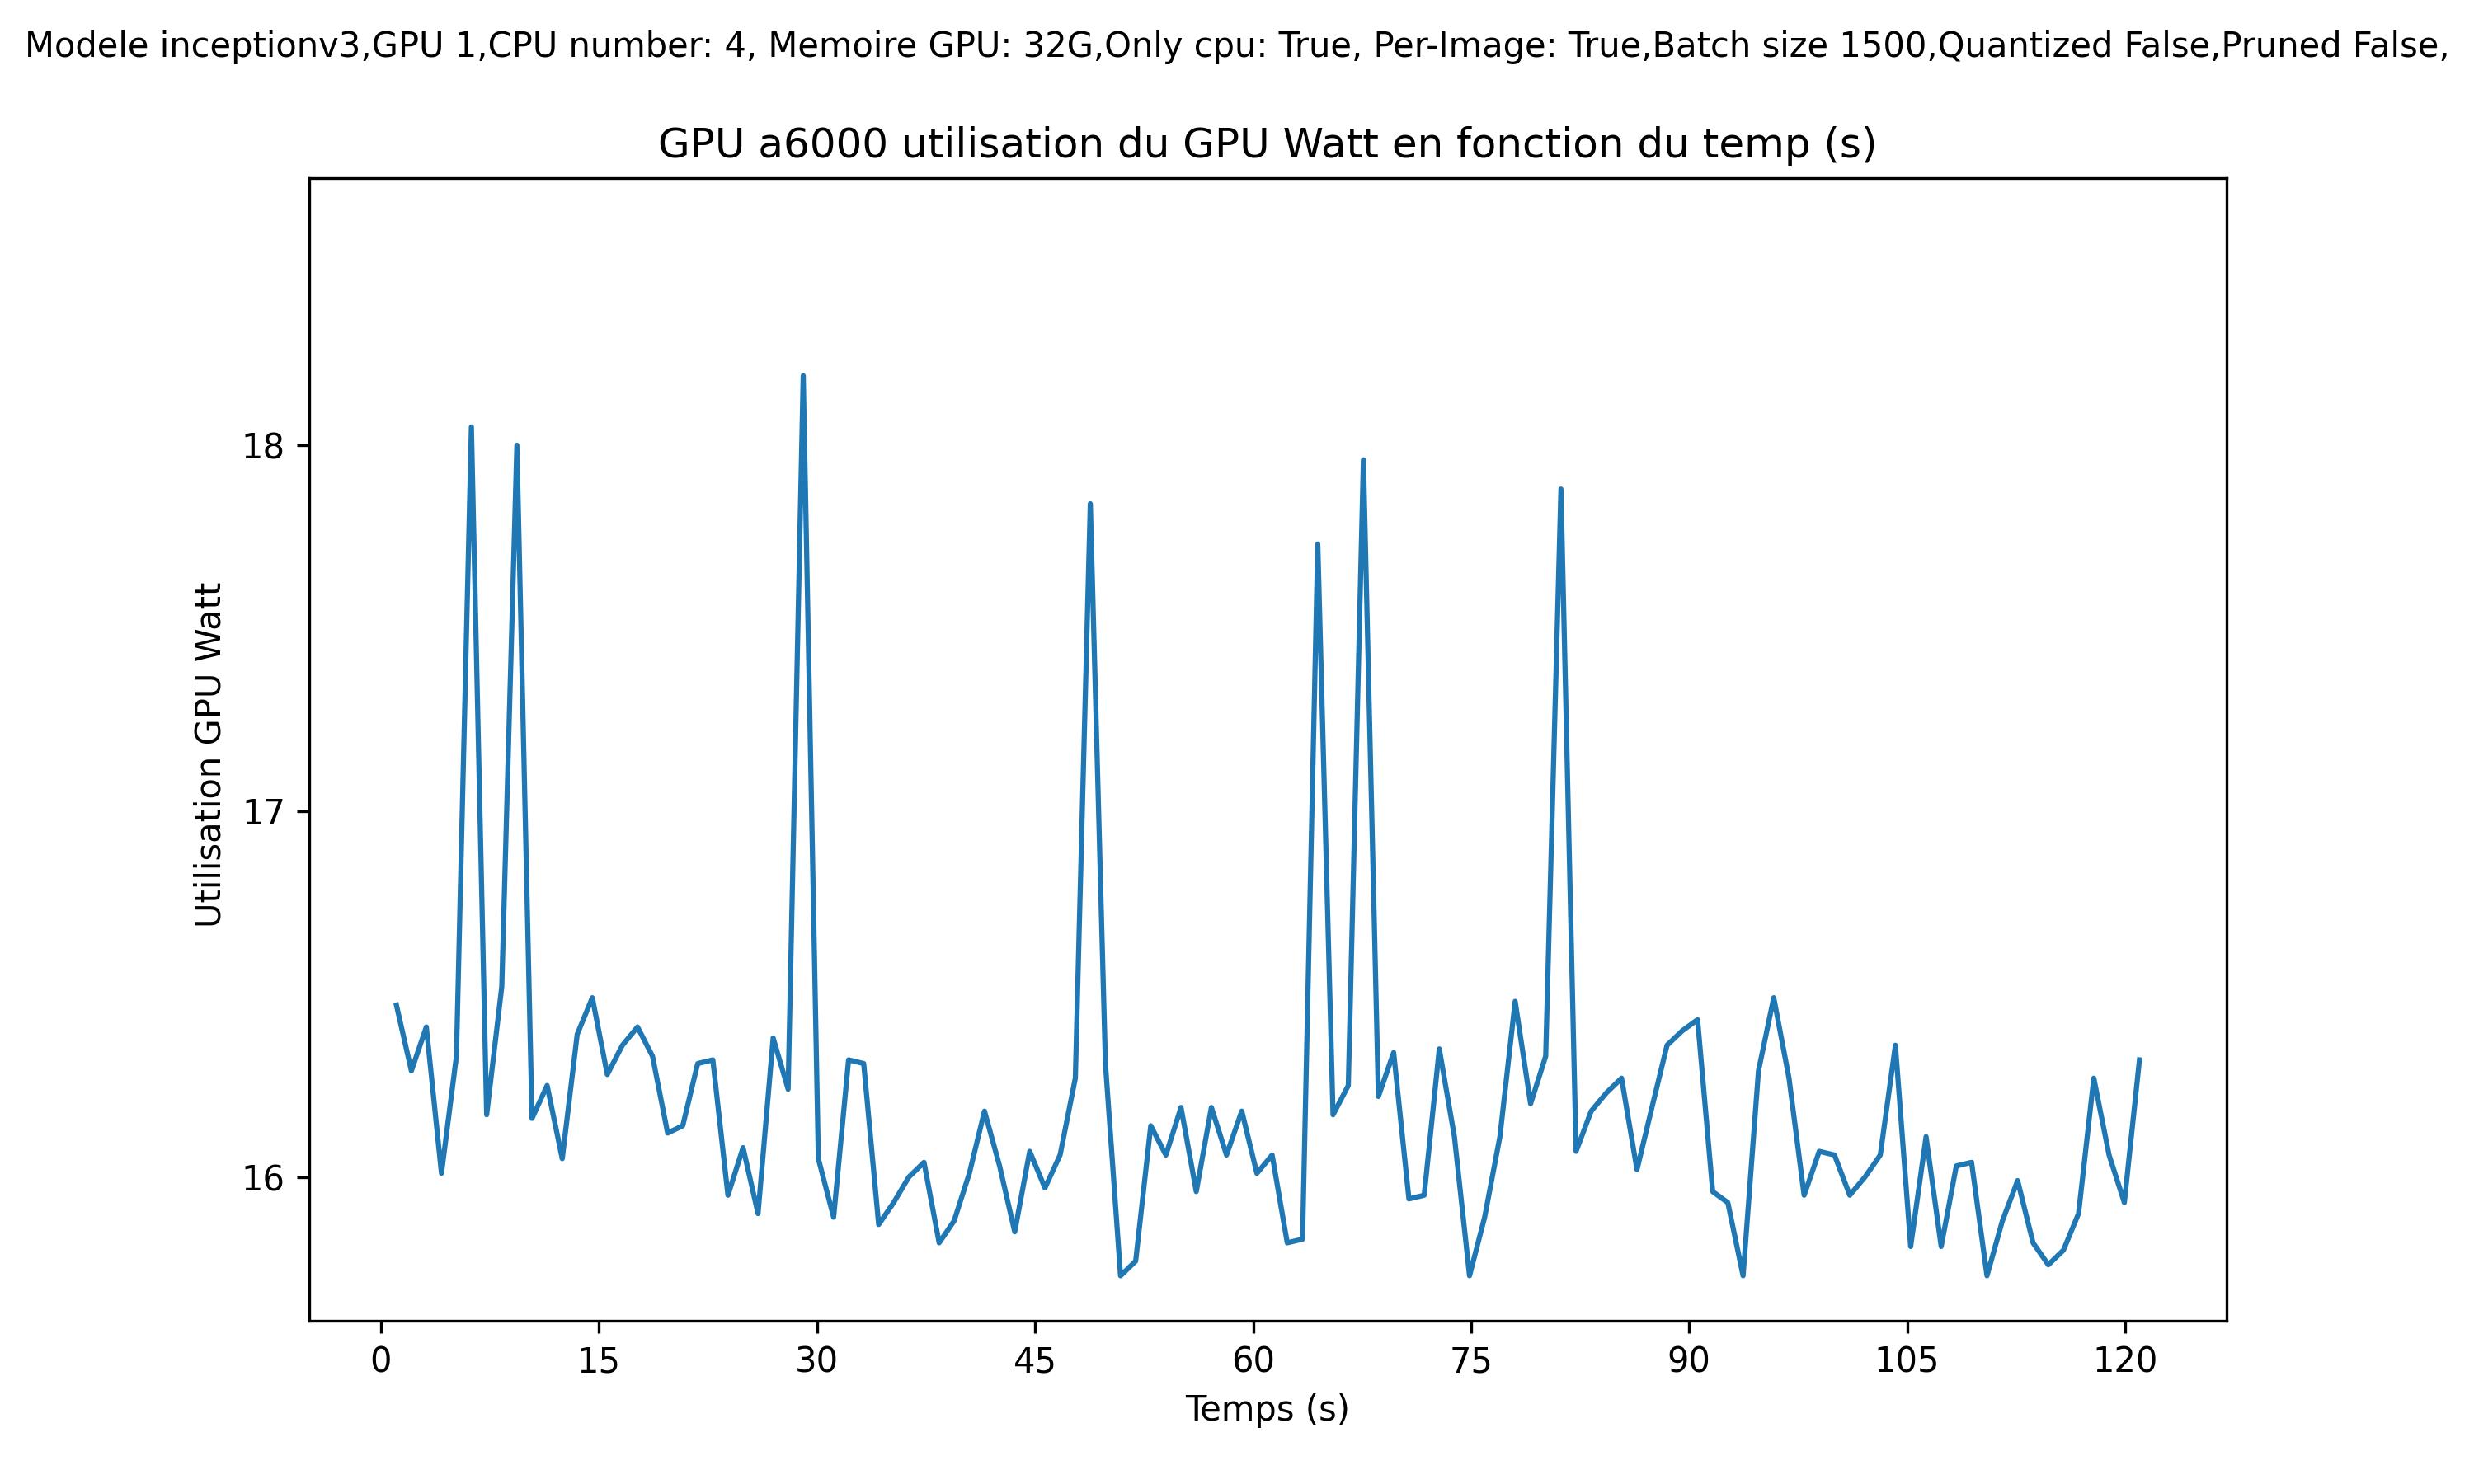 Modele inceptionv3,GPU 1,CPU number: 4, Memoire GPU: 32G,Only cpu: True, Per-Image: True,Batch size 1500,Quantized False,Pruned False,
GPU a6000 utilisation du GPU Watt en fonction du temp (s)
Utilisation GPU Watt
18
17
16
0 15 30 45 60 75 90 105 120
Temps (s)